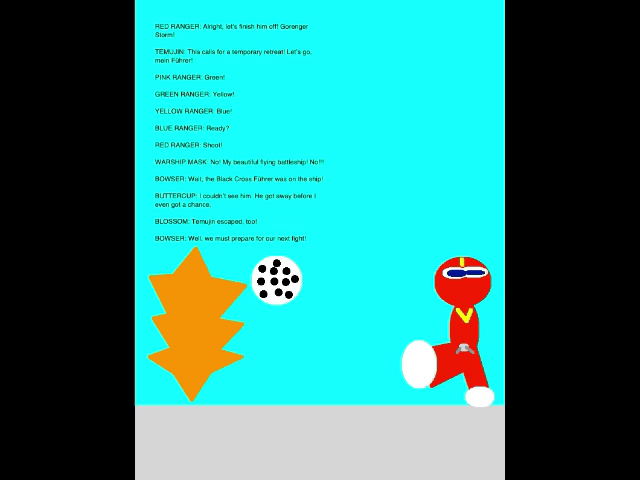 RED RANGER: Alright, let's finish him off! Gorenger
Storm!
TEMUJIN: This calls for a temporary retreat! Let's go,
mein Führer!
PINK RANGER: Green!
GREEN RANGER: Yellow!
YELLOW RANGER: Blue!
BLUE RANGER: Ready?
RED RANGER: Shoot!
WARSHIP MASK: No! My beautiful flying battleship! No!!!
BOWSER: Wait, the Black Cross Führer was on the ship!
BUTTERCUP: I couldn't see him. He got away before I
even got a chance.
BLOSSOM: Temujin escaped, too!
BOWSER: Well, we must prepare for our next fight!